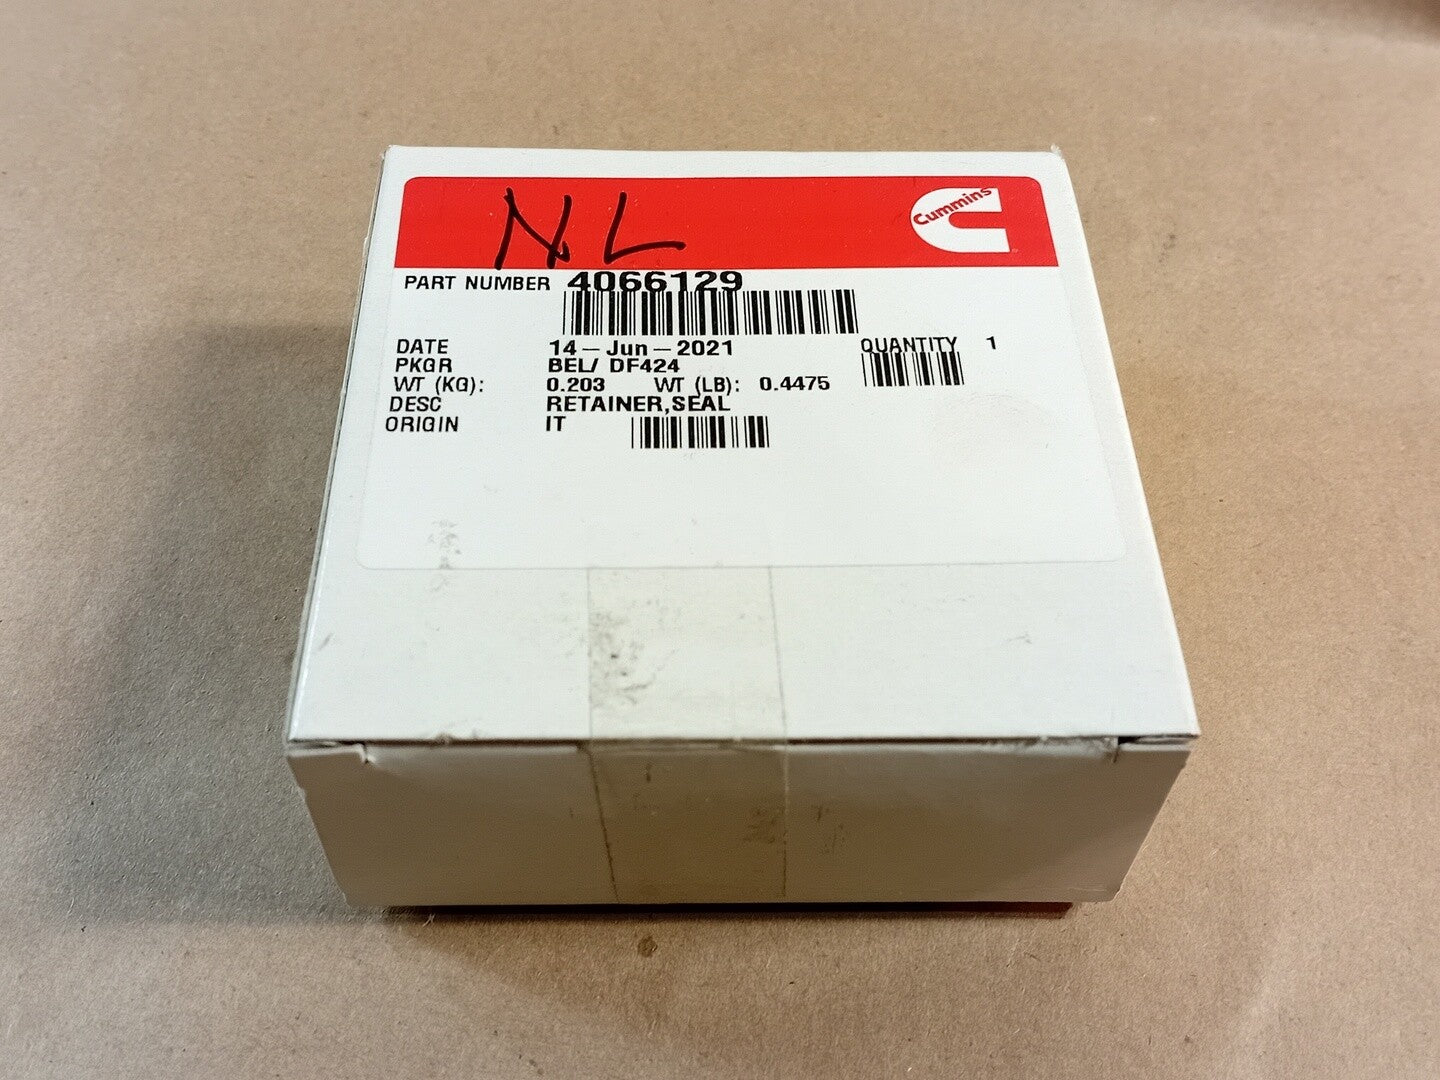 NL
Cummins
PART NUMBER 4066129
DATE 14-Jun-2021 QUANTITY 1
PKGR BEL/ DF424
WT (KG): 0.203 WT (LB): 0.4475
DESC RETAINER,SEAL
ORIGIN IT